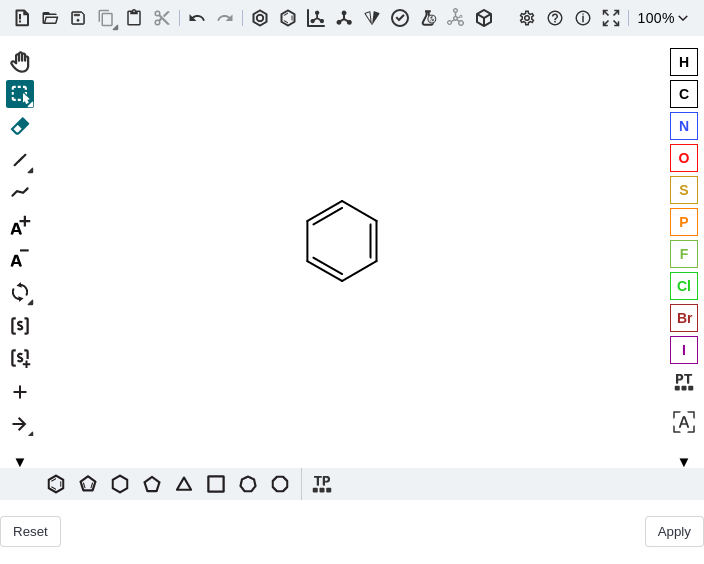 100%
H
C
N
O
S
P
F
Cl
Br
I
PT
[A]
A+
A−
[S]
[S]+
TP
Reset
Apply